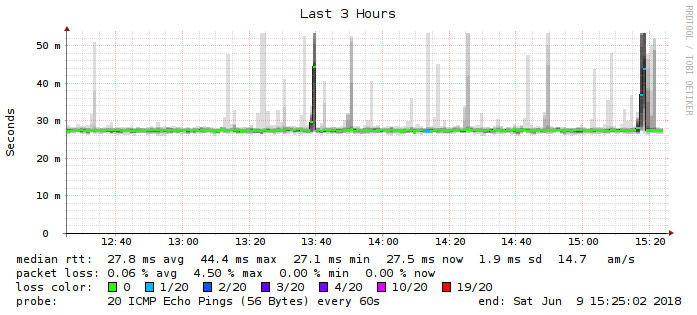 Last 3 Hours
RRDTOOL / TOBI OETIKER
Seconds
50 m
40 m
30 m
20 m
10 m
0
12:40 13:00 13:20 13:40 14:00 14:20 14:40 15:00 15:20
median rtt: 27.8 ms avg 44.4 ms max 27.1 ms min 27.5 ms now 1.9 ms sd 14.7 am/s
packet loss: 0.06 % avg 4.50 % max 0.00 % min 0.00 % now
loss color: 0 1/20 2/20 3/20 4/20 10/20 19/20
probe: 20 ICMP Echo Pings (56 Bytes) every 60s end: Sat Jun 9 15:25:02 2018